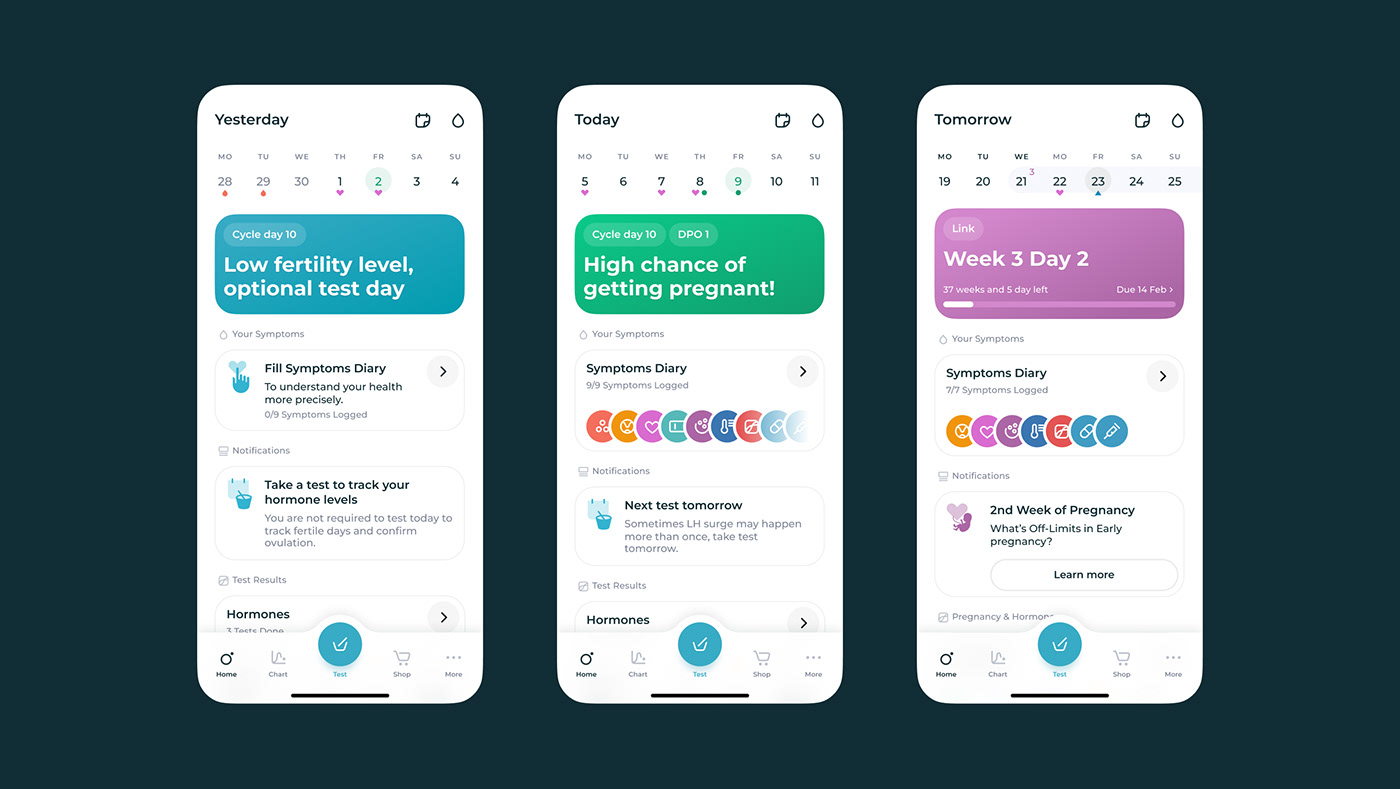 Yesterday
MO TU WE TH FR SA SU
28 29 30 1 2 3 4
Cycle day 10
Low fertility level,
optional test day
Your Symptoms
Fill Symptoms Diary
To understand your health
more precisely.
0/9 Symptoms Logged
Notifications
Take a test to track your
hormone levels
You are not required to test today to
track fertile days and confirm
ovulation.
Test Results
Hormones
3 Tests Done
Home Chart Test Shop More
Today
MO TU WE TH FR SA SU
5 6 7 8 9 10 11
Cycle day 10 DPO 1
High chance of
getting pregnant!
Your Symptoms
Symptoms Diary
9/9 Symptoms Logged
Notifications
Next test tomorrow
Sometimes LH surge may happen
more than once, take test
tomorrow.
Test Results
Hormones
Home Chart Test Shop More
Tomorrow
MO TU WE MO FR SA SU
19 20 21 3 22 23 24 25
Link
Week 3 Day 2
37 weeks and 5 day left Due 14 Feb ›
Your Symptoms
Symptoms Diary
7/7 Symptoms Logged
Notifications
2nd Week of Pregnancy
What's Off-Limits in Early
pregnancy?
Learn more
Pregnancy & Hormone
Home Chart Test Shop More